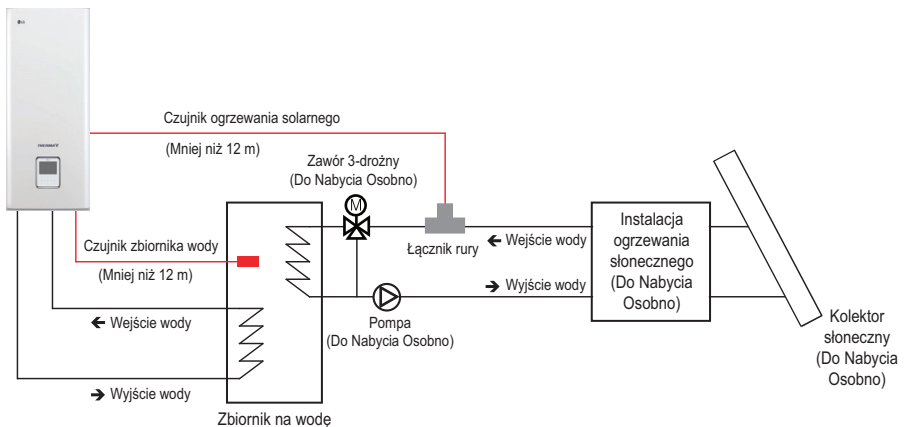 LG
THERMA V
Czujnik ogrzewania solarnego
(Mniej niż 12 m)
Zawór 3-drożny
(Do Nabycia Osobno)
M
Łącznik rury
← Wejście wody
→ Wyjście wody
Instalacja
ogrzewania
słonecznego
(Do Nabycia
Osobno)
Czujnik zbiornika wody
(Mniej niż 12 m)
← Wejście wody
→ Wyjście wody
Pompa
(Do Nabycia Osobno)
Kolektor
słoneczny
(Do Nabycia
Osobno)
Zbiornik na wodę